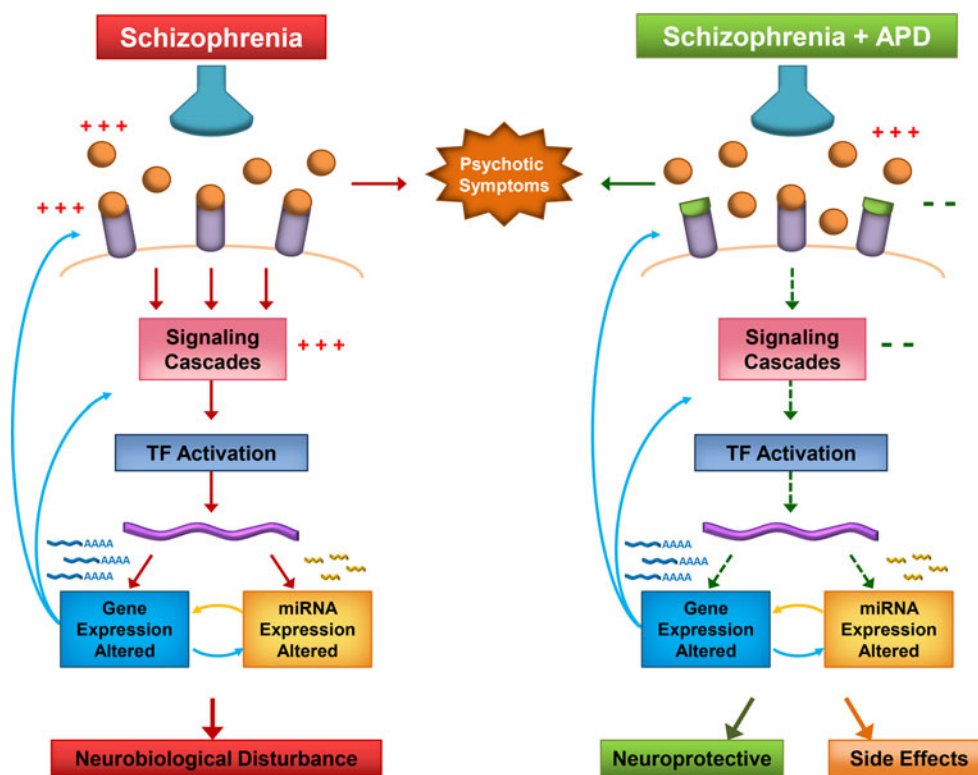 Schizophrenia
Schizophrenia + APD
+ + +
+ + +
Psychotic
Symptoms
+ + +
- -
Signaling
Cascades
+ + +
Signaling
Cascades
- -
TF Activation
TF Activation
AAAA
AAAA
AAAA
AAAA
AAAA
AAAA
Gene
Expression
Altered
miRNA
Expression
Altered
Gene
Expression
Altered
miRNA
Expression
Altered
Neurobiological Disturbance
Neuroprotective
Side Effects